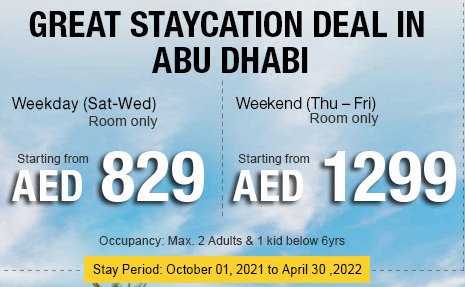 GREAT STAYCATION DEAL IN
ABU DHABI
Weekday (Sat-Wed)
Room only
Starting from
AED 829
Weekend (Thu – Fri)
Room only
Starting from
AED 1299
Occupancy: Max. 2 Adults & 1 kid below 6yrs
Stay Period: October 01, 2021 to April 30 ,2022